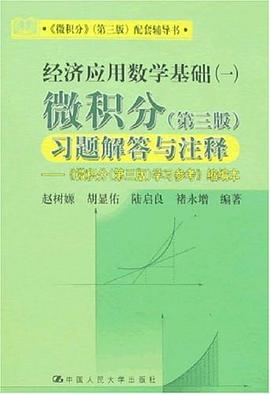 《微积分》(第三版)配套辅导书
经济应用数学基础(一)
微积分(第三版)
习题解答与注释
——《微积分(第三版)学习参考》缩编本
赵树嫄 胡显佑 陆启良 褚永增 编著
中国人民大学出版社